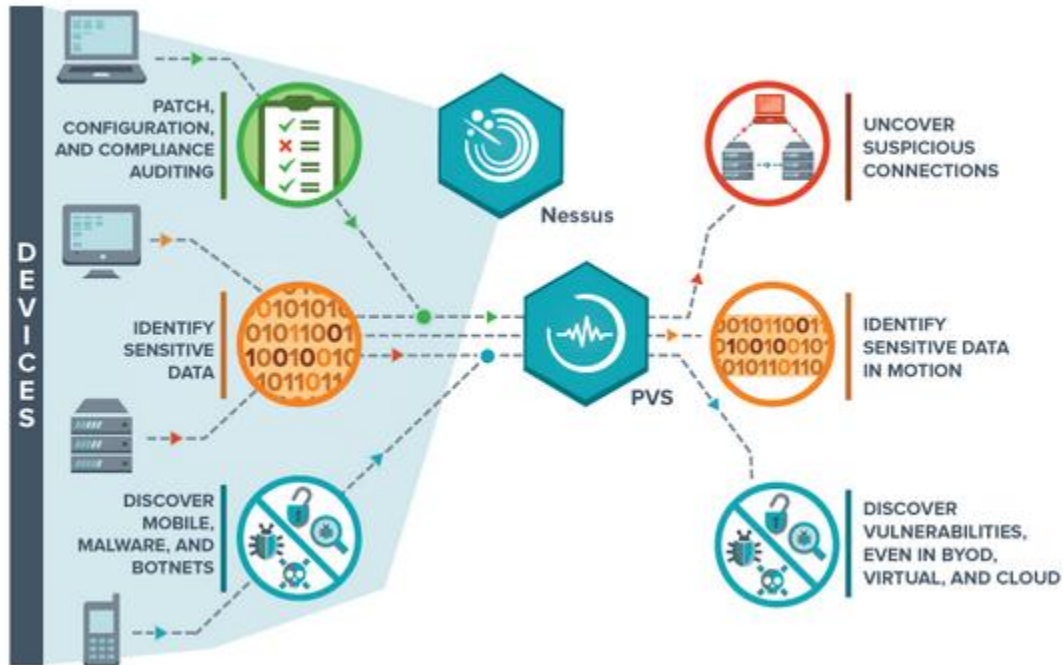 DEVICES
PATCH,
CONFIGURATION,
AND COMPLIANCE
AUDITING
IDENTIFY
SENSITIVE
DATA
DISCOVER
MOBILE,
MALWARE, AND
BOTNETS
Nessus
PVS
UNCOVER
SUSPICIOUS
CONNECTIONS
IDENTIFY
SENSITIVE DATA
IN MOTION
DISCOVER
VULNERABILITIES,
EVEN IN BYOD,
VIRTUAL, AND CLOUD